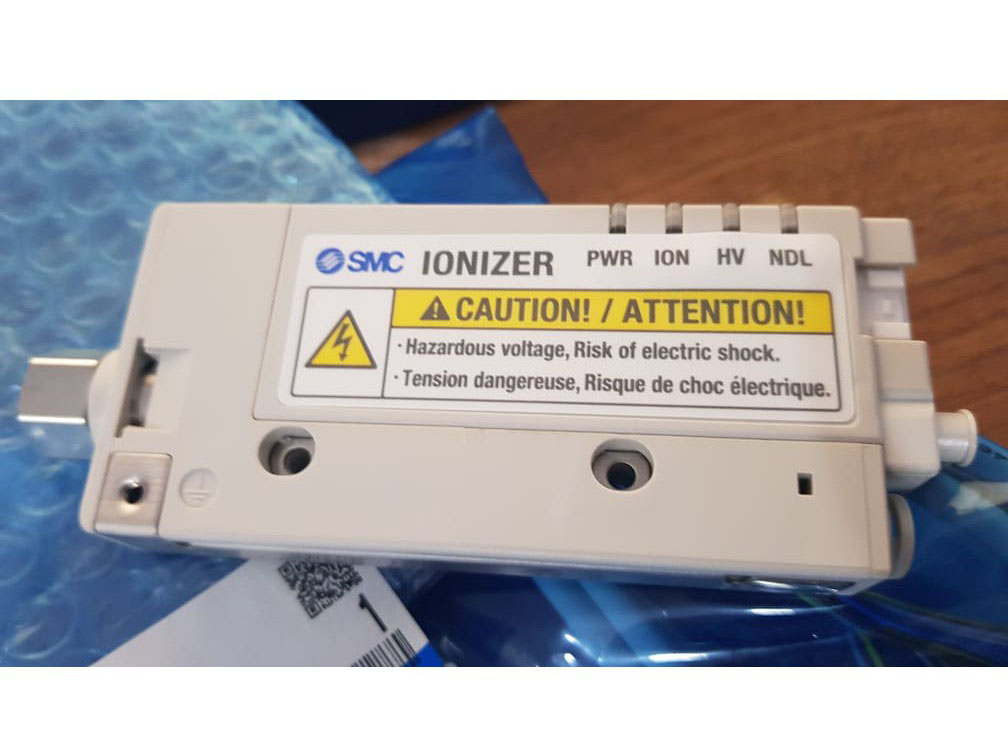 SMC IONIZER PWR ION HV NDL
CAUTION! / ATTENTION!
· Hazardous voltage, Risk of electric shock.
· Tension dangereuse, Risque de choc électrique.
1